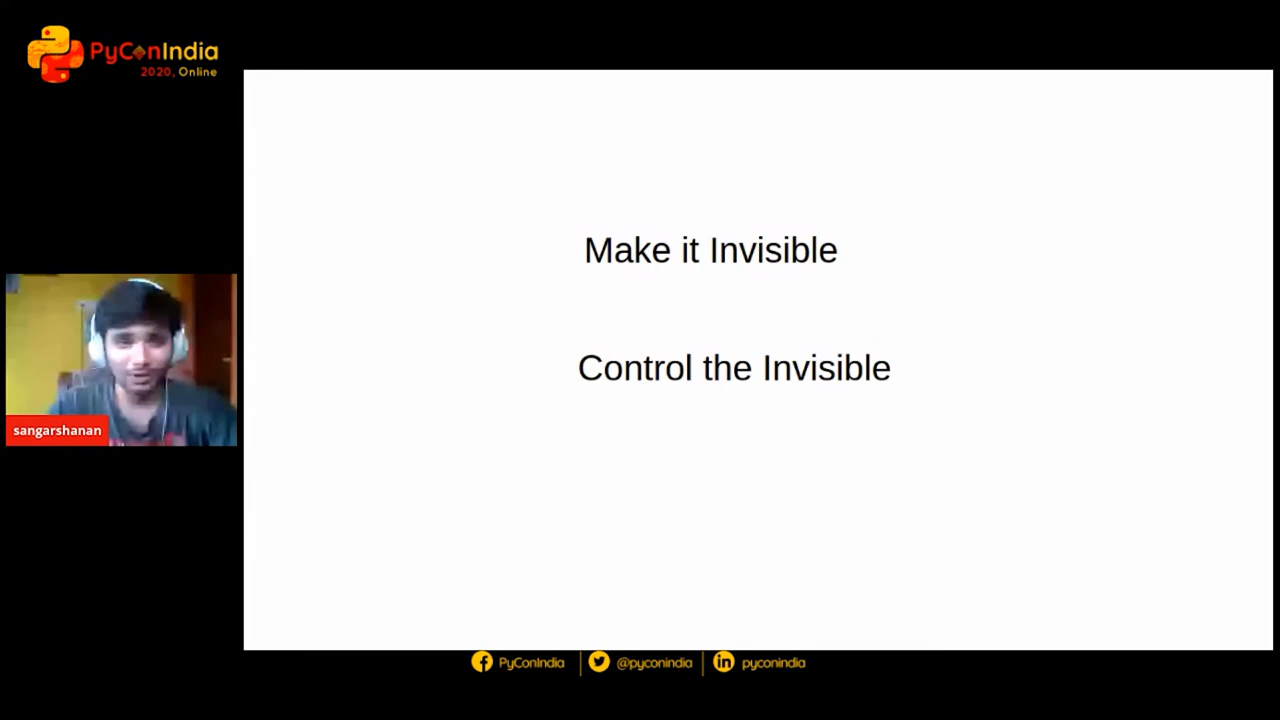 PyConIndia
2020, Online
Make it Invisible
Control the Invisible
sangarshanan
PyConIndia
@pyconindia
pyconindia